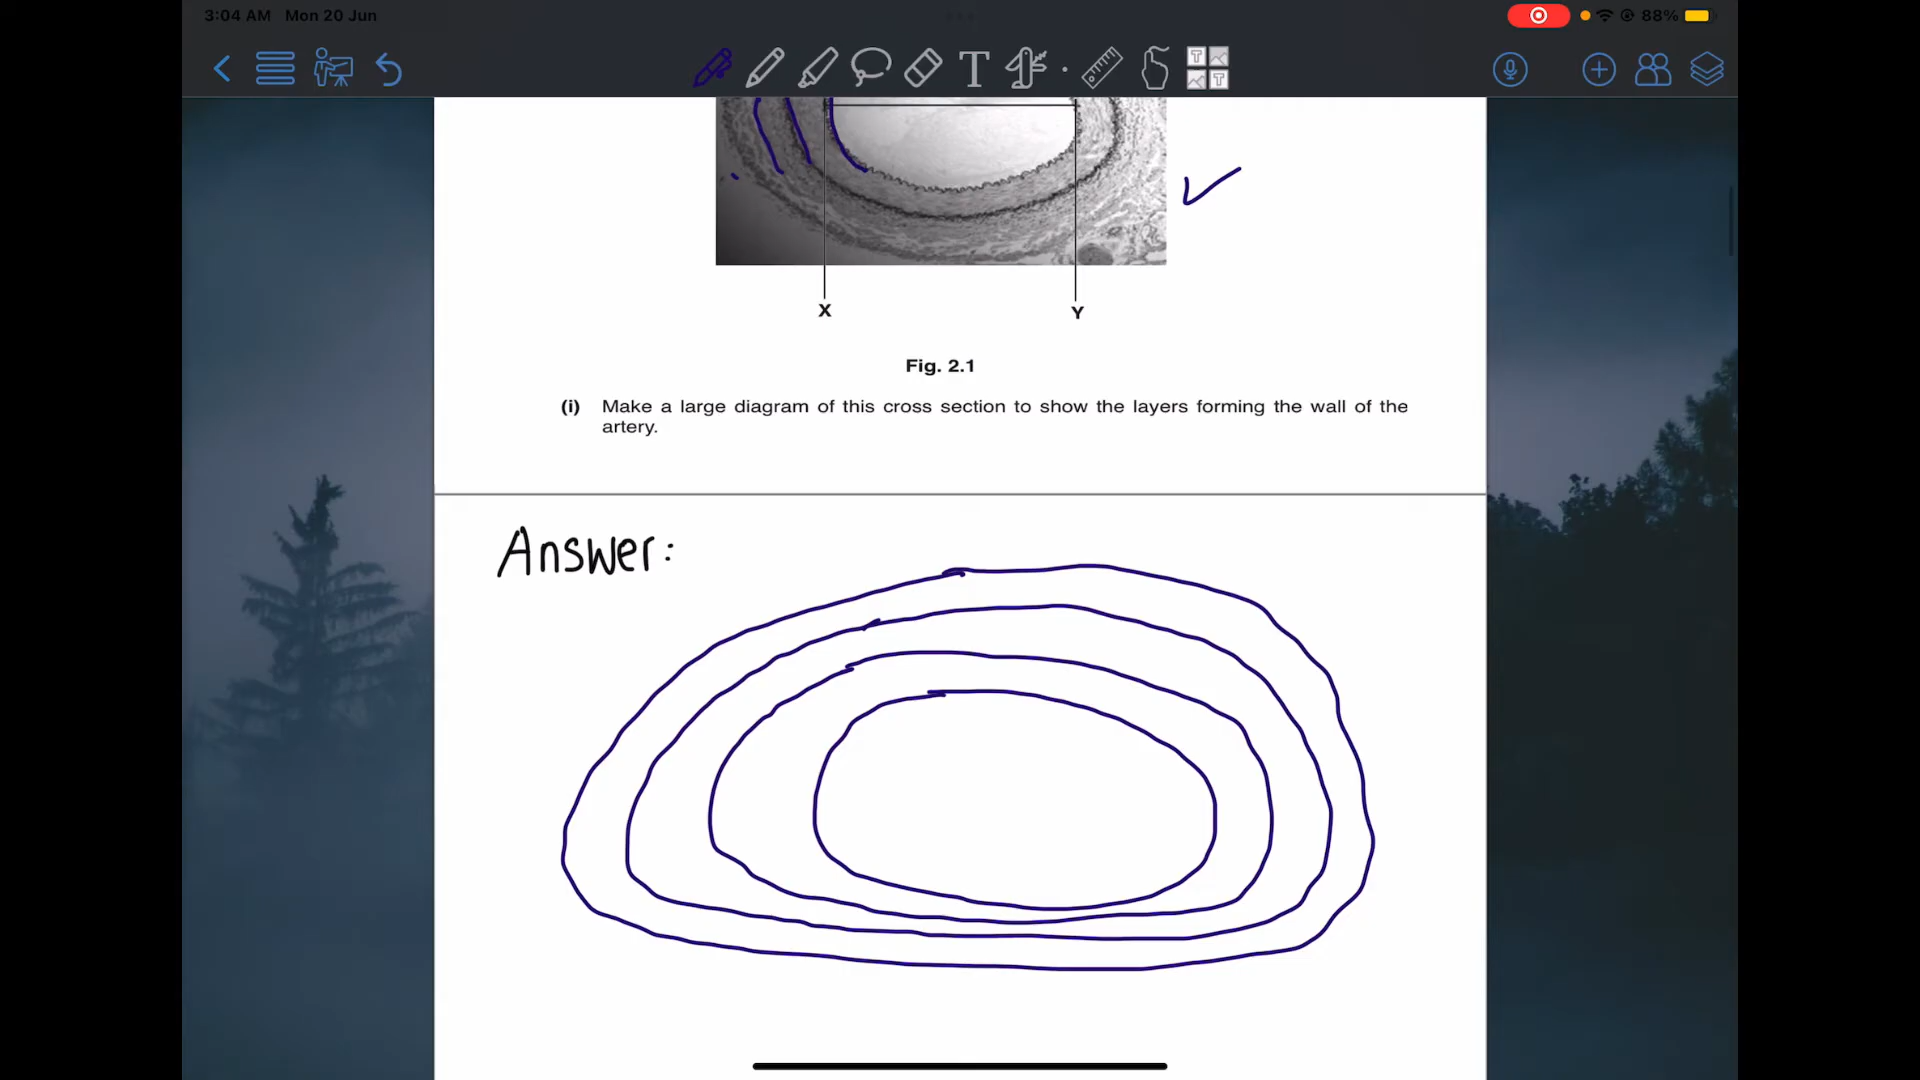 3:04 AM Mon 20 Jun
88%
T
T
T
X
Y
Fig. 2.1
(i) Make a large diagram of this cross section to show the layers forming the wall of the
artery.
Answer: